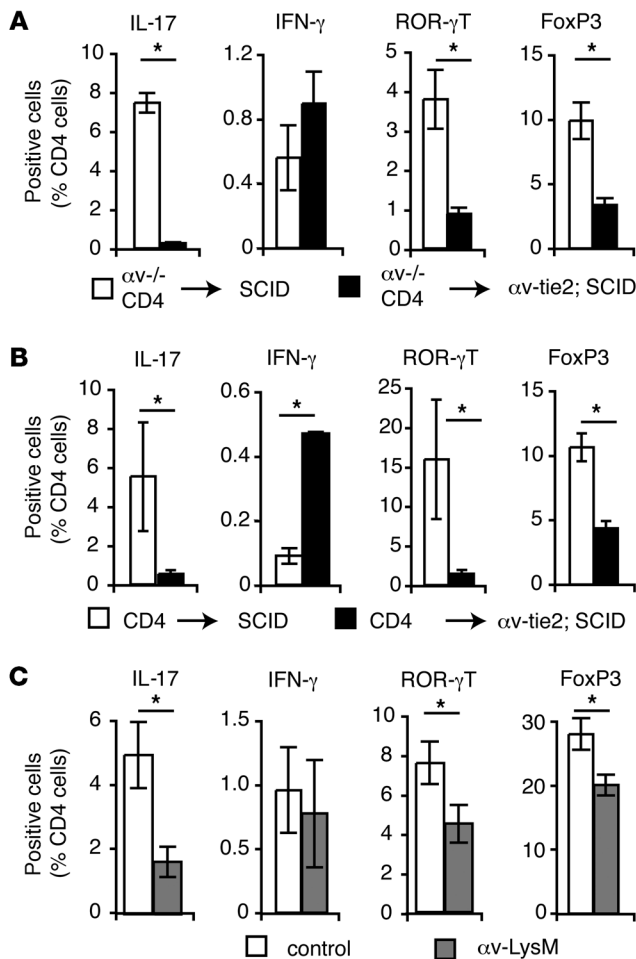 A
IL-17
IFN-γ
ROR-γT
FoxP3
Positive cells
(% CD4 cells)
10
8
6
4
2
0
*
1.2
0.8
0.4
0
5
4
3
2
1
0
*
15
10
5
0
*
αv-/-
CD4 → SCID
αv-/-
CD4 → αv-tie2; SCID
B
IL-17
IFN-γ
ROR-γT
FoxP3
Positive cells
(% CD4 cells)
10
8
6
4
2
0
*
0.6
0.4
0.2
0
*
25
20
15
10
5
0
*
15
10
5
0
*
CD4 → SCID
CD4 → αv-tie2; SCID
C
IL-17
IFN-γ
ROR-γT
FoxP3
Positive cells
(% CD4 cells)
6
4
2
0
*
1.5
1.0
0.5
0
8
6
4
2
0
*
30
20
10
0
*
control
αv-LysM